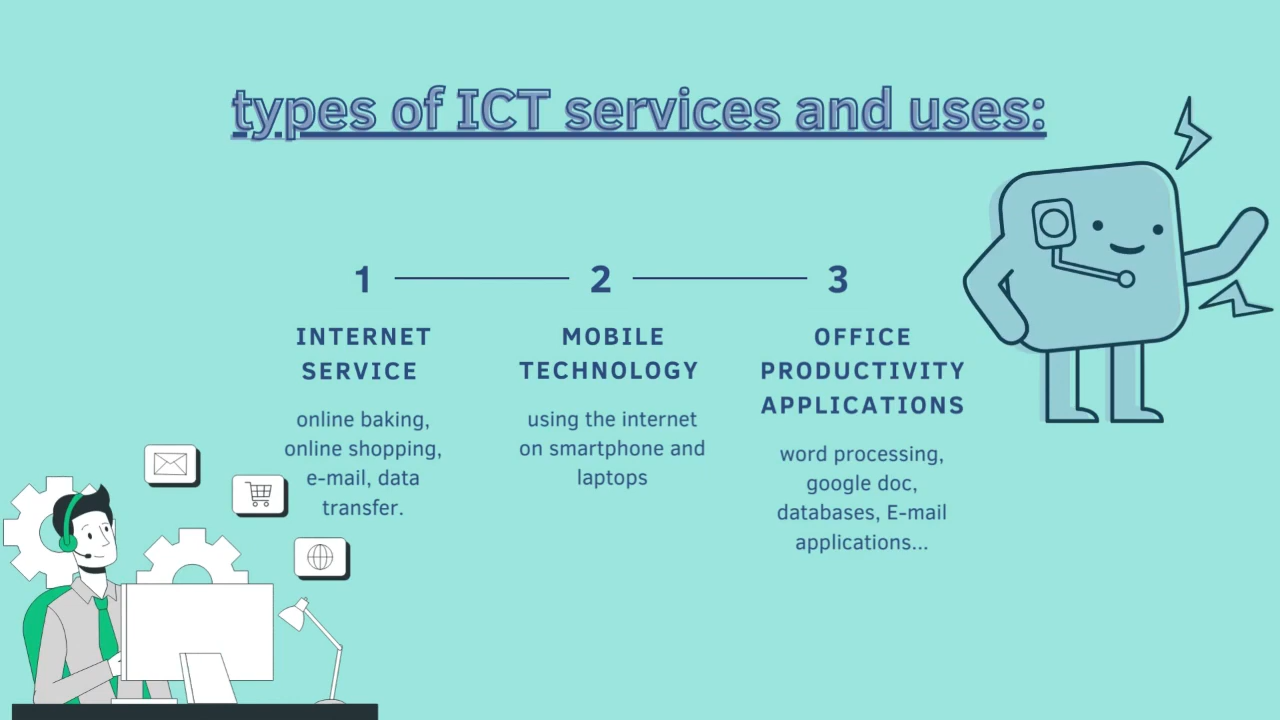 types of ICT services and uses:
1
2
3
INTERNET
SERVICE
online baking,
online shopping,
e-mail, data
transfer.
MOBILE
TECHNOLOGY
using the internet
on smartphone and
laptops
OFFICE
PRODUCTIVITY
APPLICATIONS
word processing,
google doc,
databases, E-mail
applications...